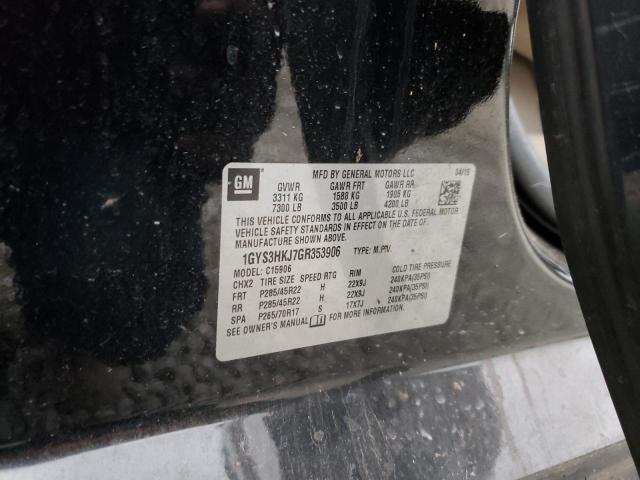 GM
MFD BY GENERAL MOTORS LLC 04/16
GVWR GAWR FRT GAWR RR
3311 KG 1588 KG 1905 KG
7300 LB 3500 LB 4200 LB
THIS VEHICLE CONFORMS TO ALL APPLICABLE U.S. FEDERAL MOTOR
VEHICLE SAFETY STANDARDS IN EFFECT ON THE DATE OF
MANUFACTURE SHOWN ABOVE.
1GYS3HKJ7GR353906 TYPE: M.P.V.
MODEL: C15906
CHX2 TIRE SIZE SPEED RTG RIM COLD TIRE PRESSURE
FRT P285/45R22 H 22X9J 240KPA(35PSI)
RR P285/45R22 H 22X9J 240KPA(35PSI)
SPA P265/70R17 S 17X7J 240KPA(35PSI)
SEE OWNER'S MANUAL FOR MORE INFORMATION.